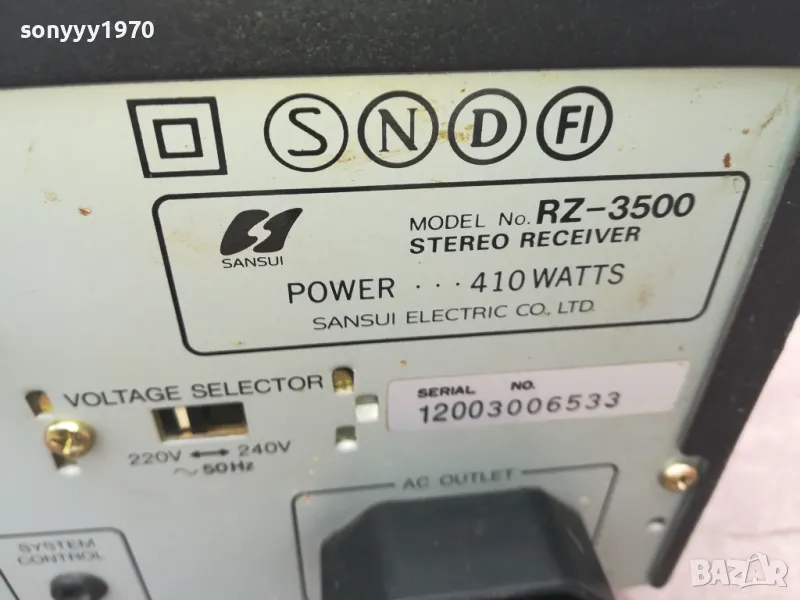 sonyyy1970
S N D FI
SANSUI
MODEL No. RZ-3500
STEREO RECEIVER
POWER ··· 410 WATTS
SANSUI ELECTRIC CO., LTD.
VOLTAGE SELECTOR
220V ↔ 240V
~ 50Hz
SERIAL NO.
12003006533
AC OUTLET
SYSTEM
CONTROL
BAZAR